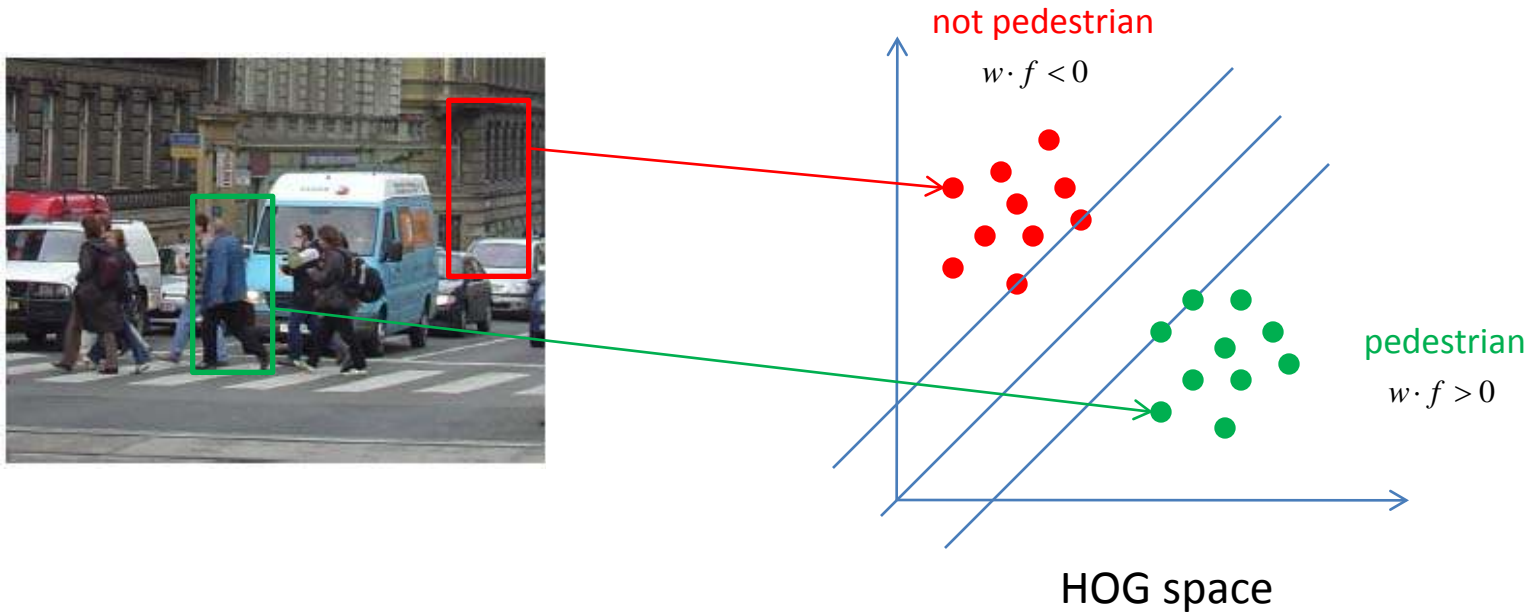 not pedestrian
w · f < 0
pedestrian
w · f > 0
HOG space